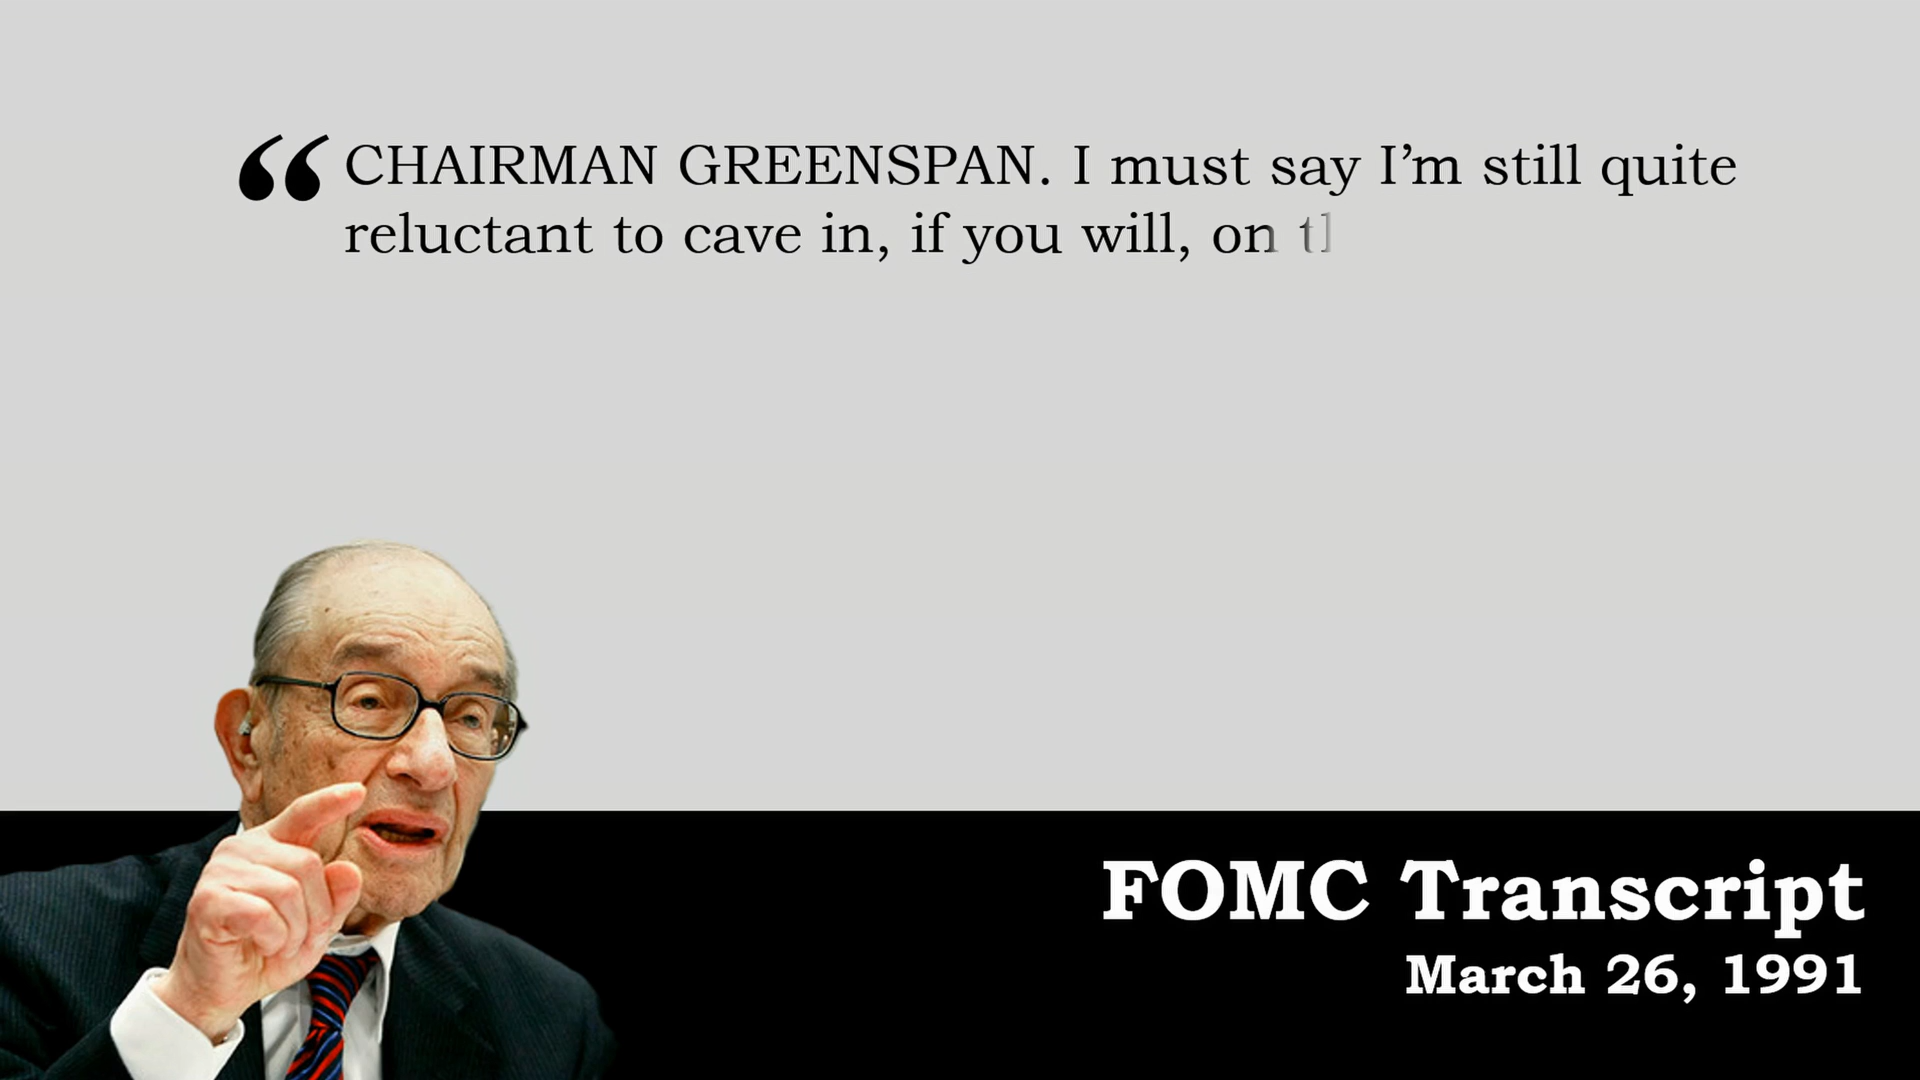 “CHAIRMAN GREENSPAN. I must say I’m still quite
reluctant to cave in, if you will, on
FOMC Transcript
March 26, 1991